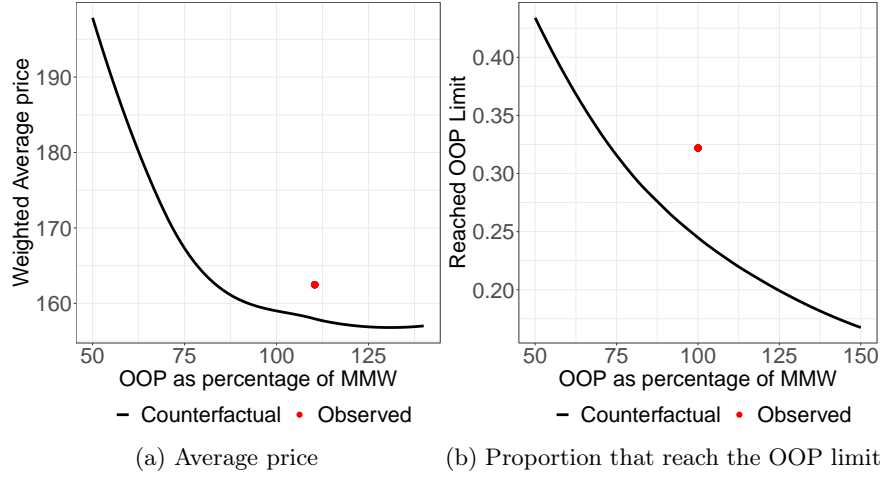 Weighted Average price
190
180
170
160
50 75 100 125
OOP as percentage of MMW
Counterfactual Observed
(a) Average price
Reached OOP Limit
0.40
0.35
0.30
0.25
0.20
50 75 100 125 150
OOP as percentage of MMW
Counterfactual Observed
(b) Proportion that reach the OOP limit